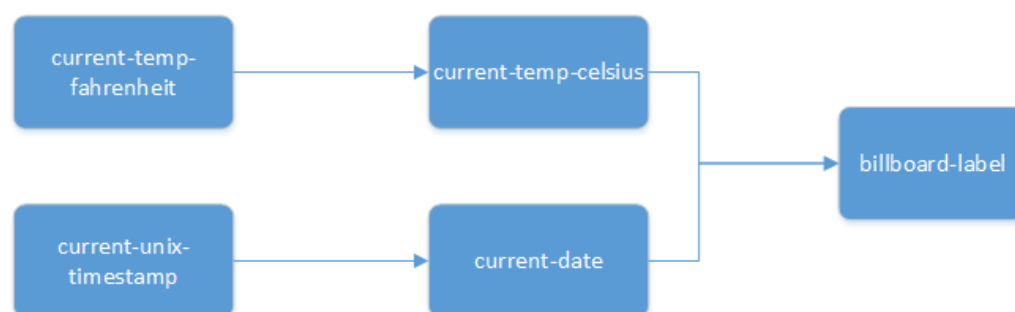 current-temp-
fahrenheit
current-temp-celsius
billboard-label
current-unix-
timestamp
current-date